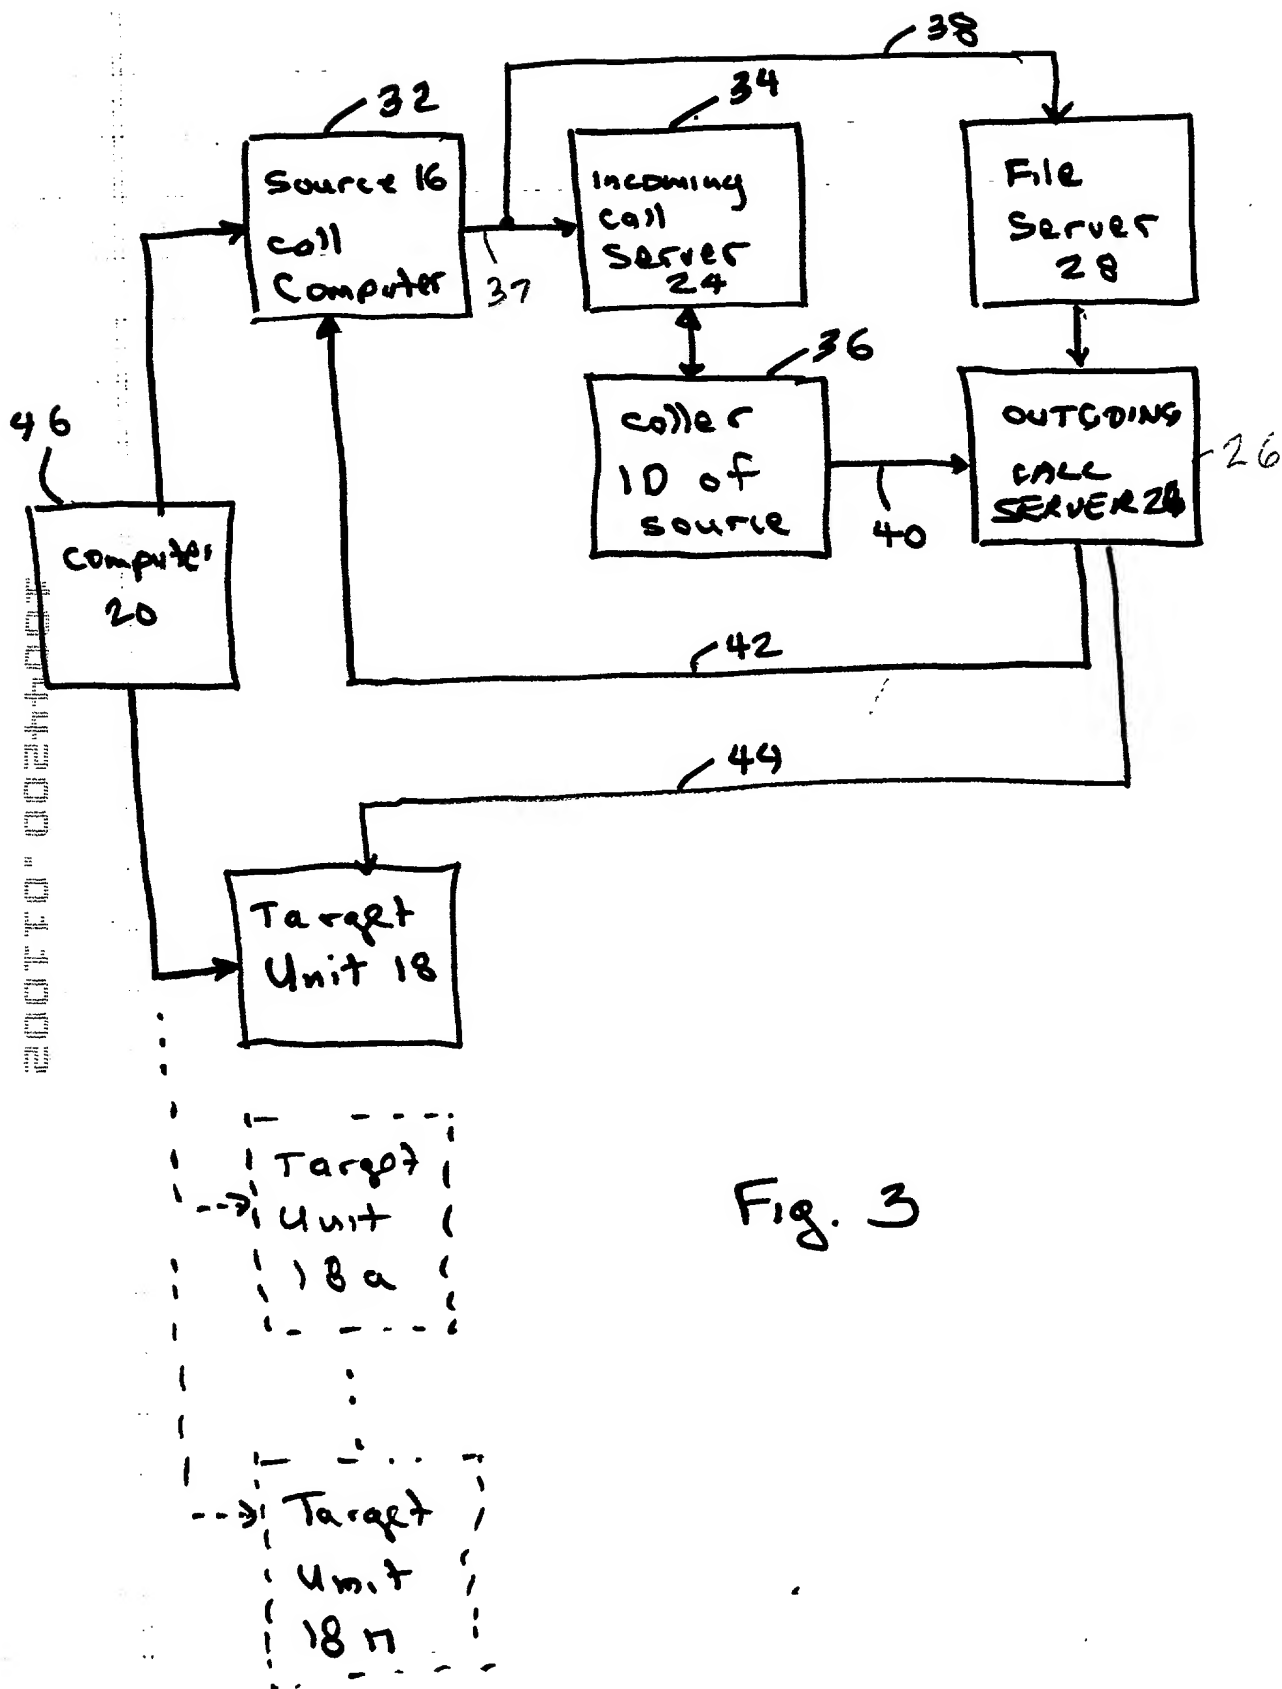 38
32
34
Source 16
call
Computer
incoming
call
Server
24
File
Server
28
37
36
46
caller
ID of
source
OUTGOING
CALL
SERVER 26
26
40
computer
20
42
44
Target
Unit 18
Target
Unit
18a
Fig. 3
Target
Unit
18n